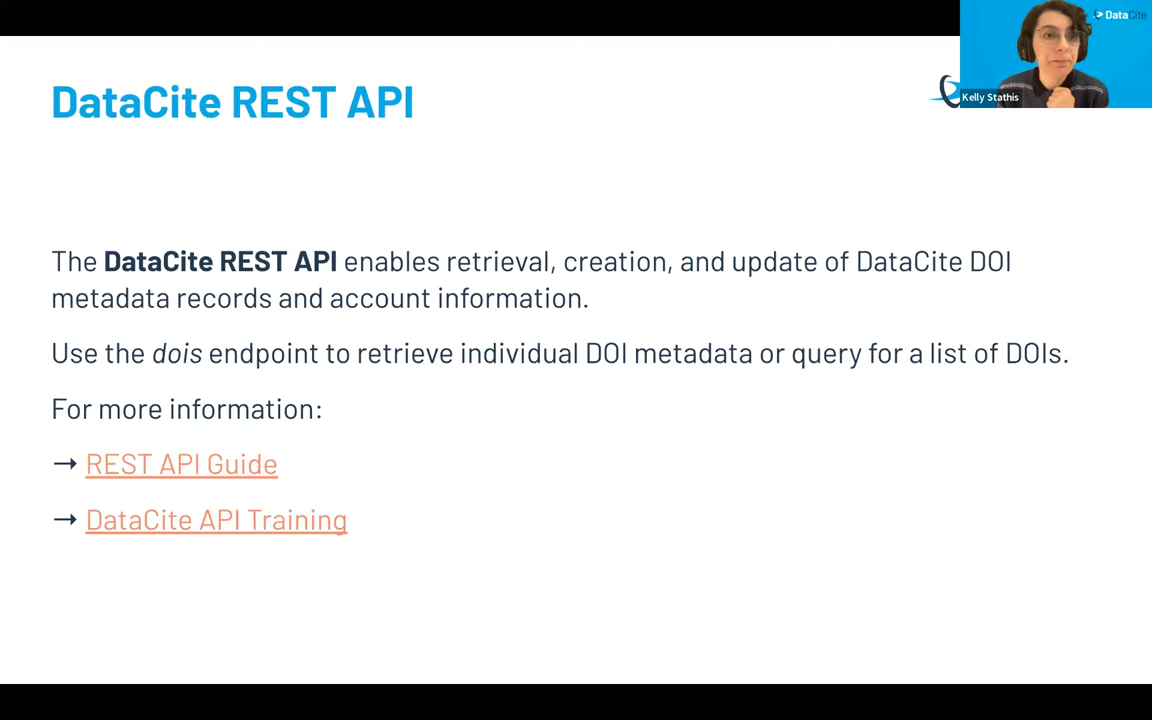 DataCite
Kelly Stathis
DataCite REST API
The DataCite REST API enables retrieval, creation, and update of DataCite DOI
metadata records and account information.
Use the dois endpoint to retrieve individual DOI metadata or query for a list of DOIs.
For more information:
→ REST API Guide
→ DataCite API Training